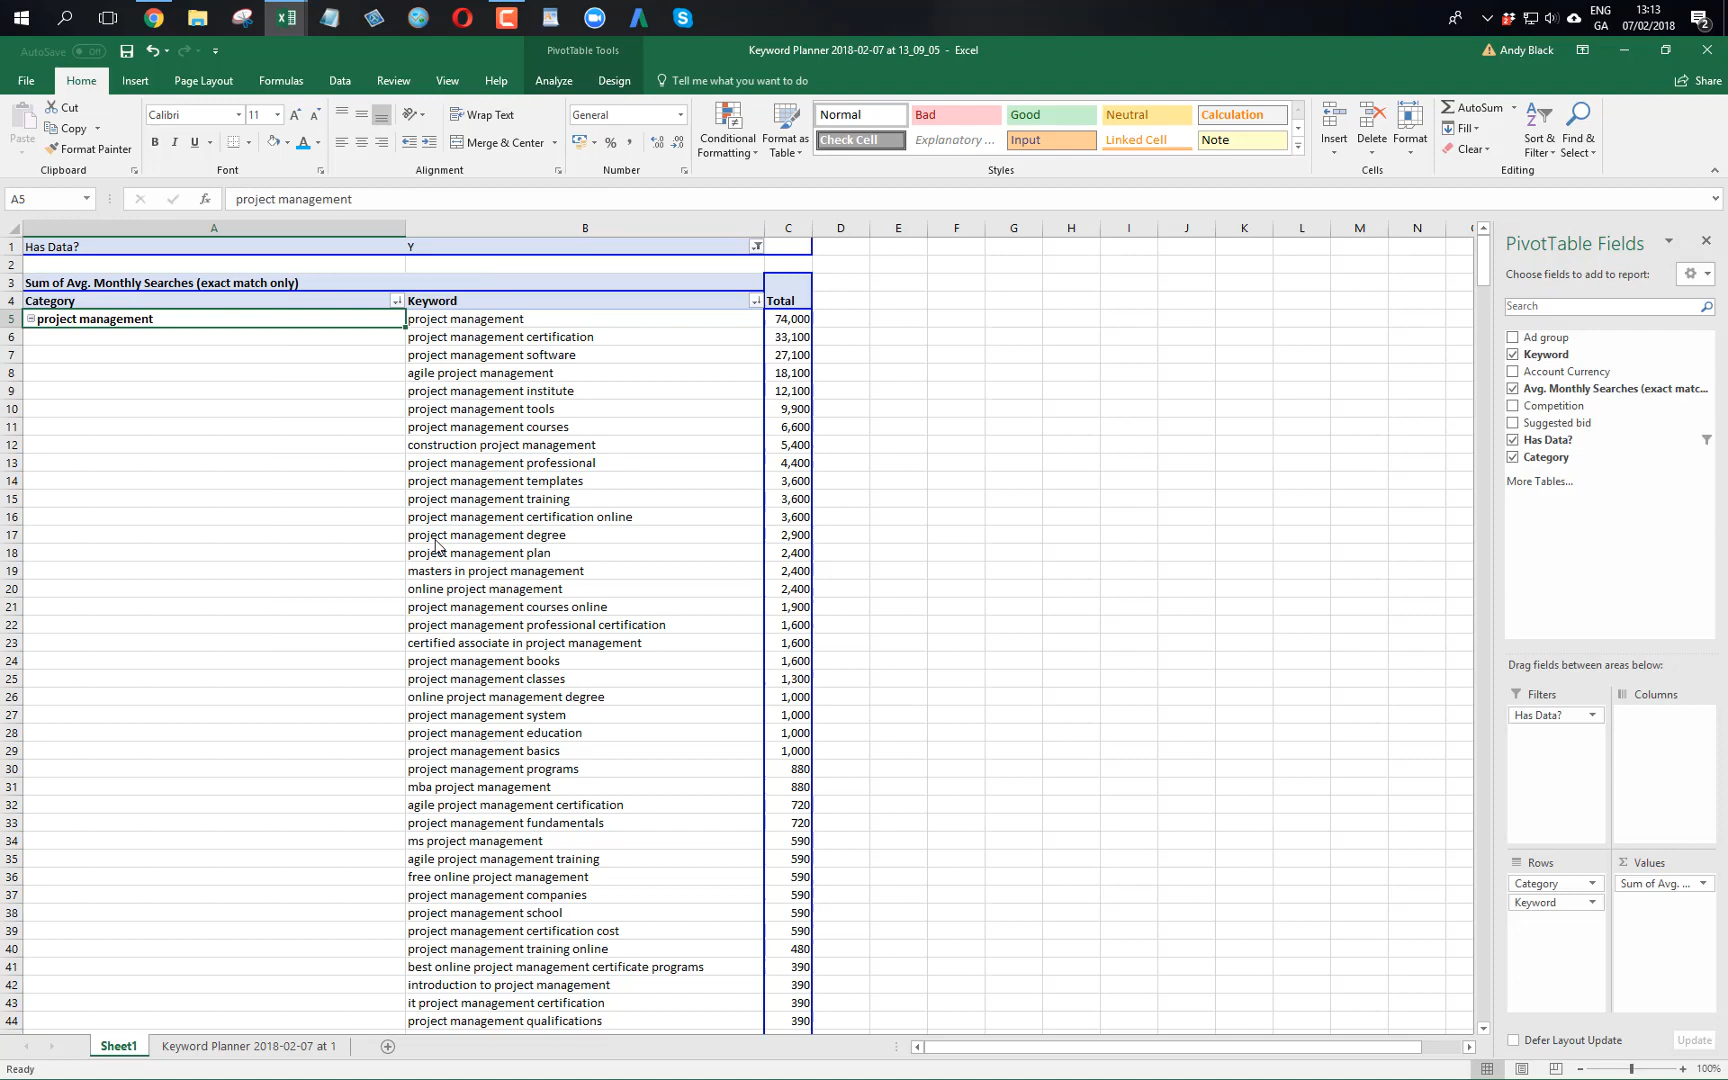 13:13
ENG
GA
07/02/2018
2
AutoSave Off
PivotTable Tools
Keyword Planner 2018-02-07 at 13_09_05 - Excel
Andy Black
File Home Insert Page Layout Formulas Data Review View Help Analyze Design Tell me what you want to do Share
Paste
Cut
Copy
Format Painter
Clipboard
Calibri 11
B I U
Font
Wrap Text
Merge & Center
Alignment
General
Number
Conditional Formatting
Format as Table
Normal Bad Good Neutral Calculation
Check Cell Explanatory ... Input Linked Cell Note
Styles
Insert Delete Format
Cells
AutoSum
Fill
Clear
Sort & Filter
Find & Select
Editing
A5 fx project management
A B C D E F G H I J K L M N
1 Has Data? Y
2
3 Sum of Avg. Monthly Searches (exact match only)
4 Category Keyword Total
5 project management project management 74,000
6 project management certification 33,100
7 project management software 27,100
8 agile project management 18,100
9 project management institute 12,100
10 project management tools 9,900
11 project management courses 6,600
12 construction project management 5,400
13 project management professional 4,400
14 project management templates 3,600
15 project management training 3,600
16 project management certification online 3,600
17 project management degree 2,900
18 project management plan 2,400
19 masters in project management 2,400
20 online project management 2,400
21 project management courses online 1,900
22 project management professional certification 1,600
23 certified associate in project management 1,600
24 project management books 1,600
25 project management classes 1,300
26 online project management degree 1,000
27 project management system 1,000
28 project management education 1,000
29 project management basics 1,000
30 project management programs 880
31 mba project management 880
32 agile project management certification 720
33 project management fundamentals 720
34 ms project management 590
35 agile project management training 590
36 free online project management 590
37 project management companies 590
38 project management school 590
39 project management certification cost 590
40 project management training online 480
41 best online project management certificate programs 390
42 introduction to project management 390
43 it project management certification 390
44 project management qualifications 390
PivotTable Fields
Choose fields to add to report:
Search
Ad group
Keyword
Account Currency
Avg. Monthly Searches (exact matc...
Competition
Suggested bid
Has Data?
Category
More Tables...
Drag fields between areas below:
Filters Columns
Has Data?
Rows Σ Values
Category Sum of Avg. ...
Keyword
Defer Layout Update Update
Sheet1 Keyword Planner 2018-02-07 at 1
Ready 100%